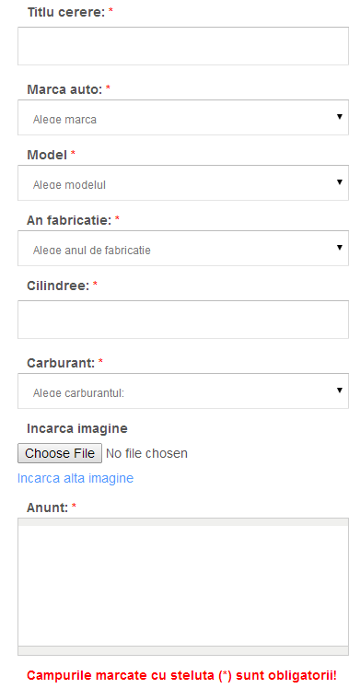 Titlu cerere: *
Marca auto: *
Alege marca
Model *
Alege modelul
An fabricatie: *
Alege anul de fabricatie
Cilindree: *
Carburant: *
Alege carburantul:
Incarca imagine
Choose File No file chosen
Incarca alta imagine
Anunt: *
Campurile marcate cu steluta (*) sunt obligatorii!